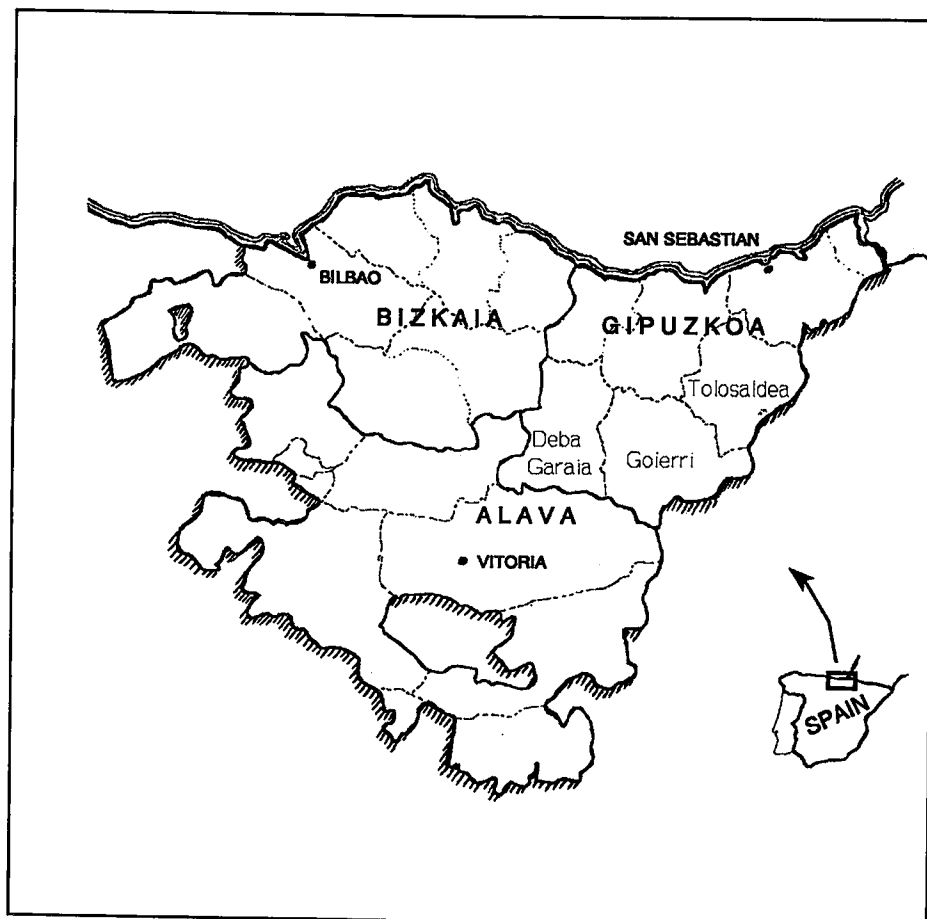 SAN SEBASTIAN
BILBAO
BIZKAIA
GIPUZKOA
Tolosaldea
Deba
Garaia
Goierri
ALAVA
VITORIA
SPAIN